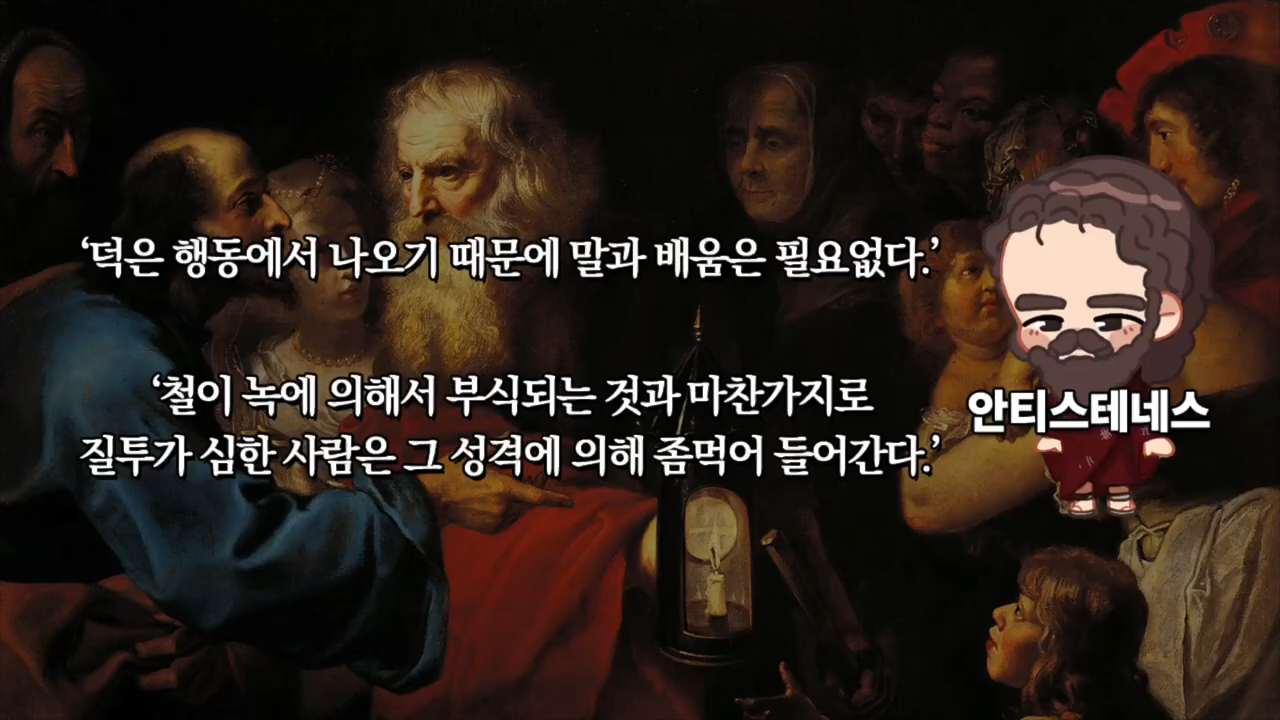 ‘덕은 행동에서 나오기 때문에 말과 배움은 필요없다.’
‘철이 녹에 의해서 부식되는 것과 마찬가지로
질투가 심한 사람은 그 성격에 의해 좀먹어 들어간다.’
안티스테네스